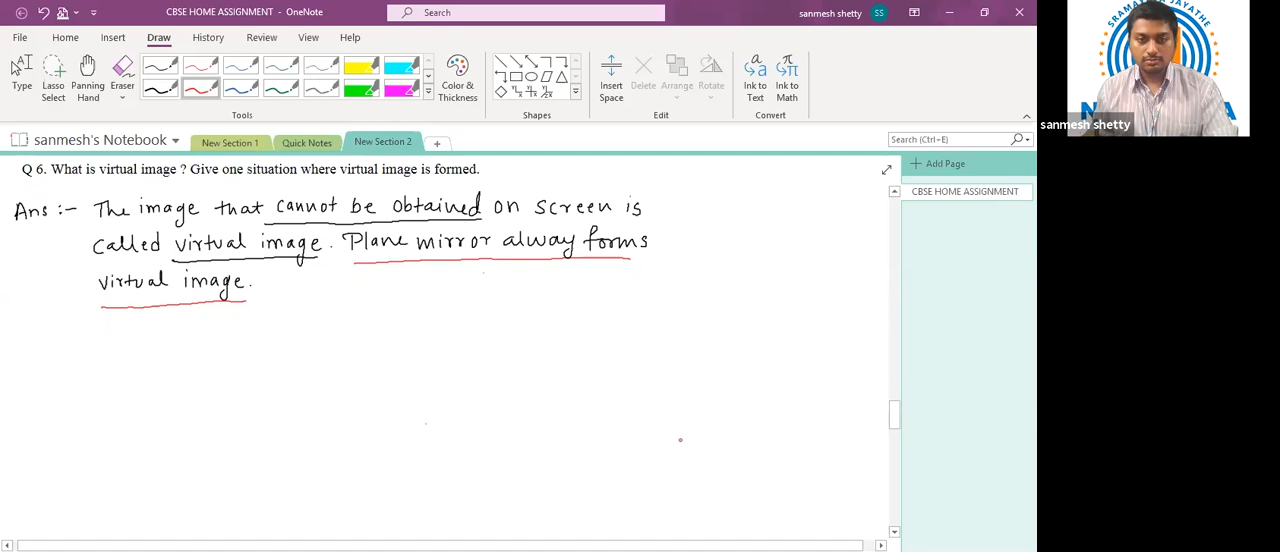 CBSE HOME ASSIGNMENT - OneNote
Search
sanmesh shetty
SS
File Home Insert Draw History Review View Help
Type
Lasso Select
Panning Hand
Eraser
Color & Thickness
Insert Space
Delete
Arrange
Rotate
Ink to Text
Ink to Math
Tools
Shapes
Edit
Convert
sanmesh's Notebook
New Section 1
Quick Notes
New Section 2
Search (Ctrl+E)
Add Page
CBSE HOME ASSIGNMENT
Q 6. What is virtual image ? Give one situation where virtual image is formed.
Ans :- The image that cannot be obtained on screen is
called virtual image. Plane mirror alway forms
virtual image.
sanmesh shetty